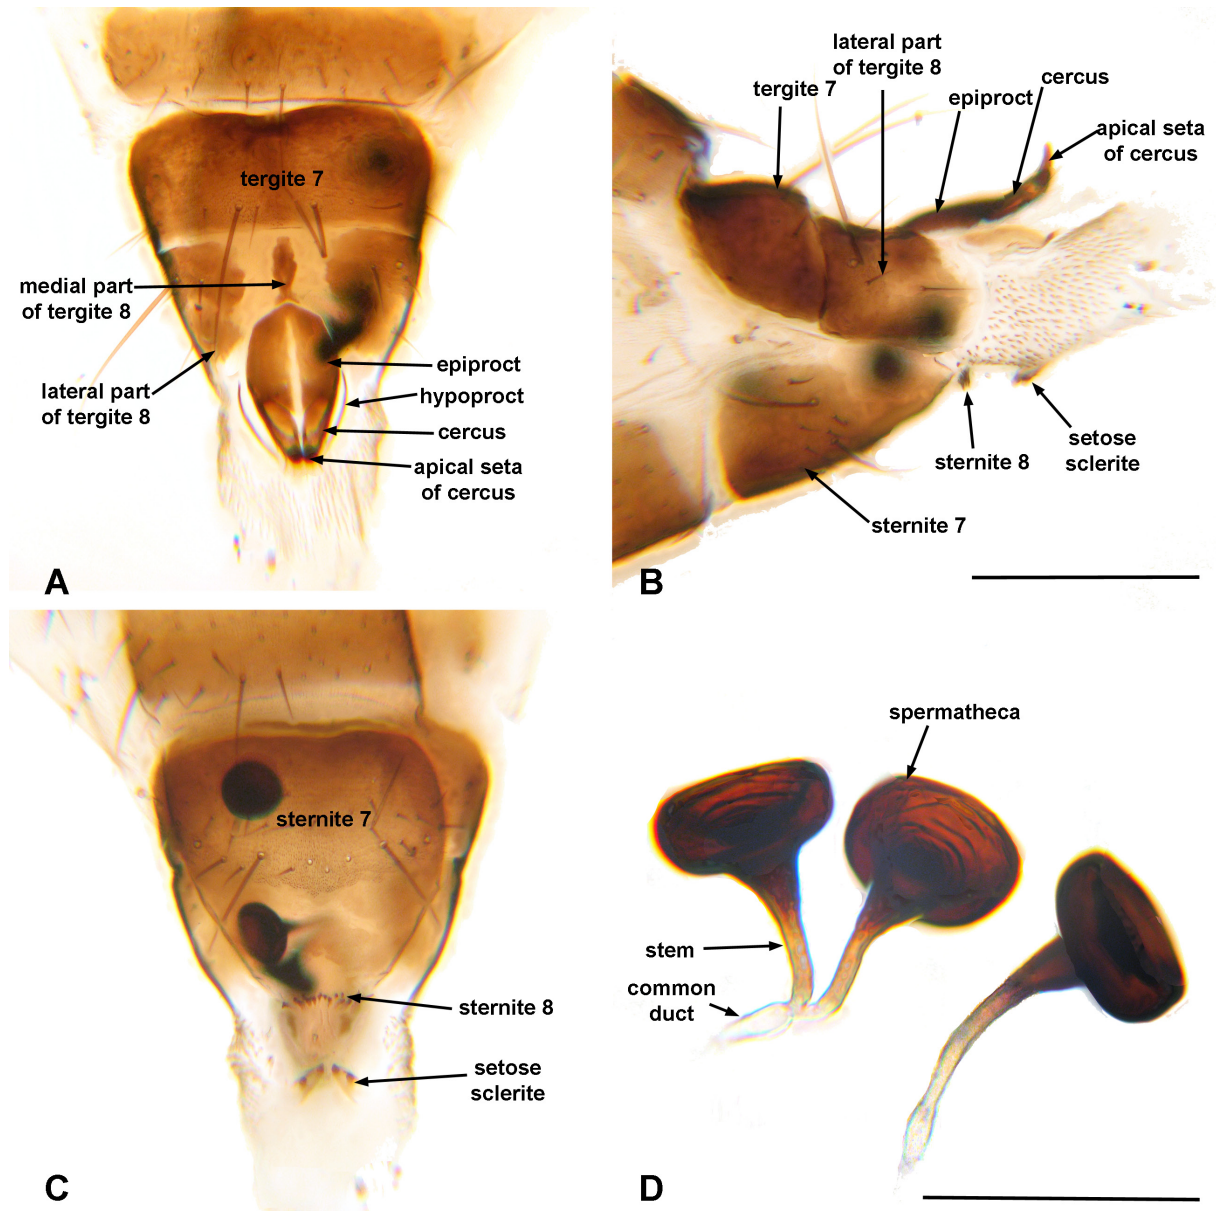 tergite 7
medial part
of tergite 8
lateral part
of tergite 8
epiproct
hypoproct
cercus
apical seta
of cercus
A
lateral part
of tergite 8
tergite 7
epiproct
cercus
apical seta
of cercus
sternite 8
setose
sclerite
sternite 7
B
sternite 7
sternite 8
setose
sclerite
C
spermatheca
stem
common
duct
D